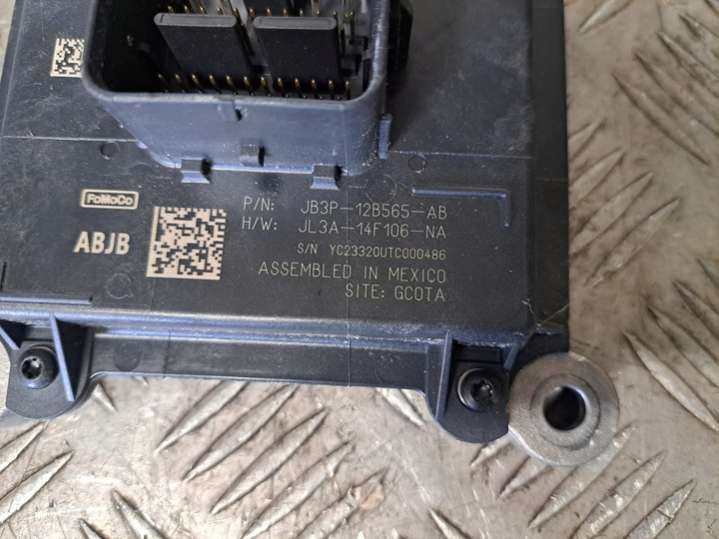 FoMoCo
P/N: JB3P-12B565-AB
H/W: JL3A-14F106-NA
ABJB
S/N YC23320UTC000486
ASSEMBLED IN MEXICO
SITE: GCOTA